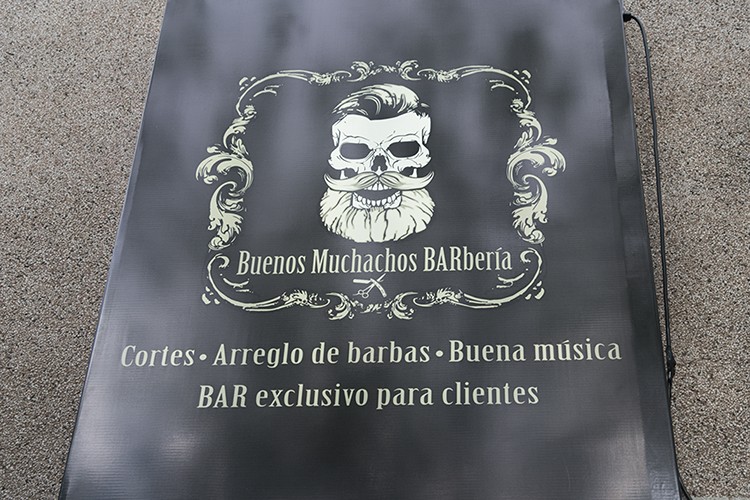 Buenos Muchachos BARbería
Cortes • Arreglo de barbas • Buena música
BAR exclusivo para clientes